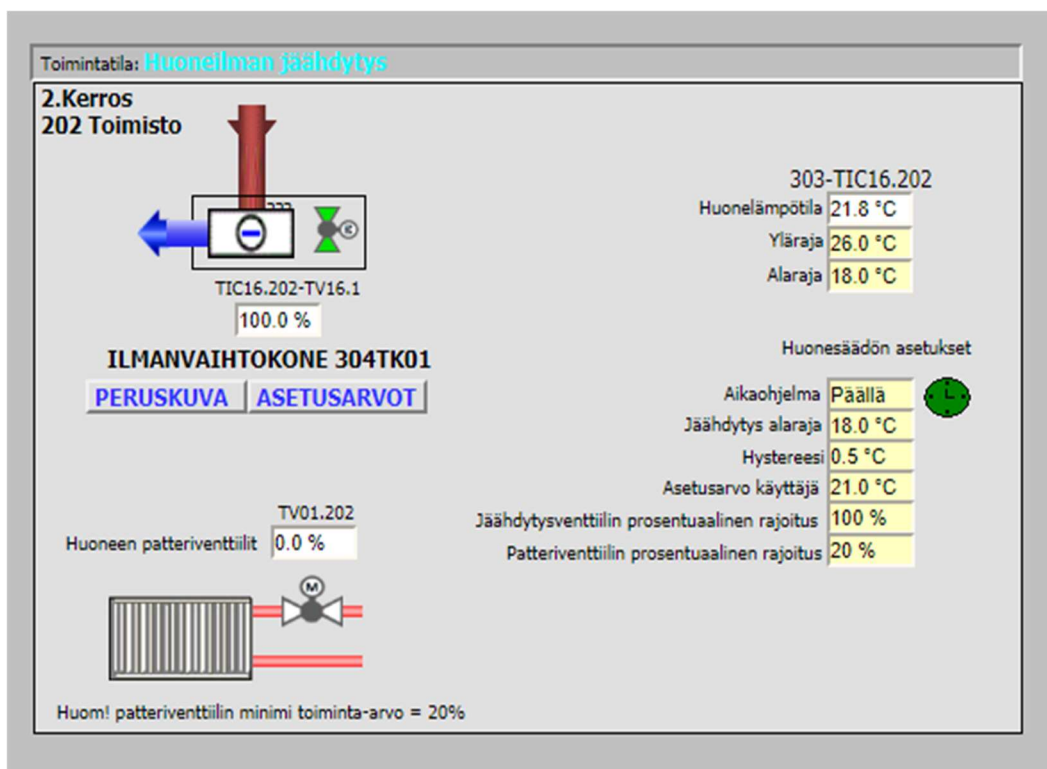 Toimintatila: Huoneilman jäähdytys
2.Kerros
202 Toimisto
TIC16.202-TV16.1
100.0 %
ILMANVAIHTOKONE 304TK01
PERUSKUVA ASETUSARVOT
303-TIC16.202
Huonelämpötila 21.8 °C
Yläraja 26.0 °C
Alaraja 18.0 °C
Huonesäädön asetukset
Aikaohjelma Päällä
Jäähdytys alaraja 18.0 °C
Hystereesi 0.5 °C
Asetusarvo käyttäjä 21.0 °C
Jäähdytysventtiilin prosentuaalinen rajoitus 100 %
Patteriventtiilin prosentuaalinen rajoitus 20 %
TV01.202
Huoneen patteriventtiilit 0.0 %
M
Huom! patteriventtiilin minimi toiminta-arvo = 20%